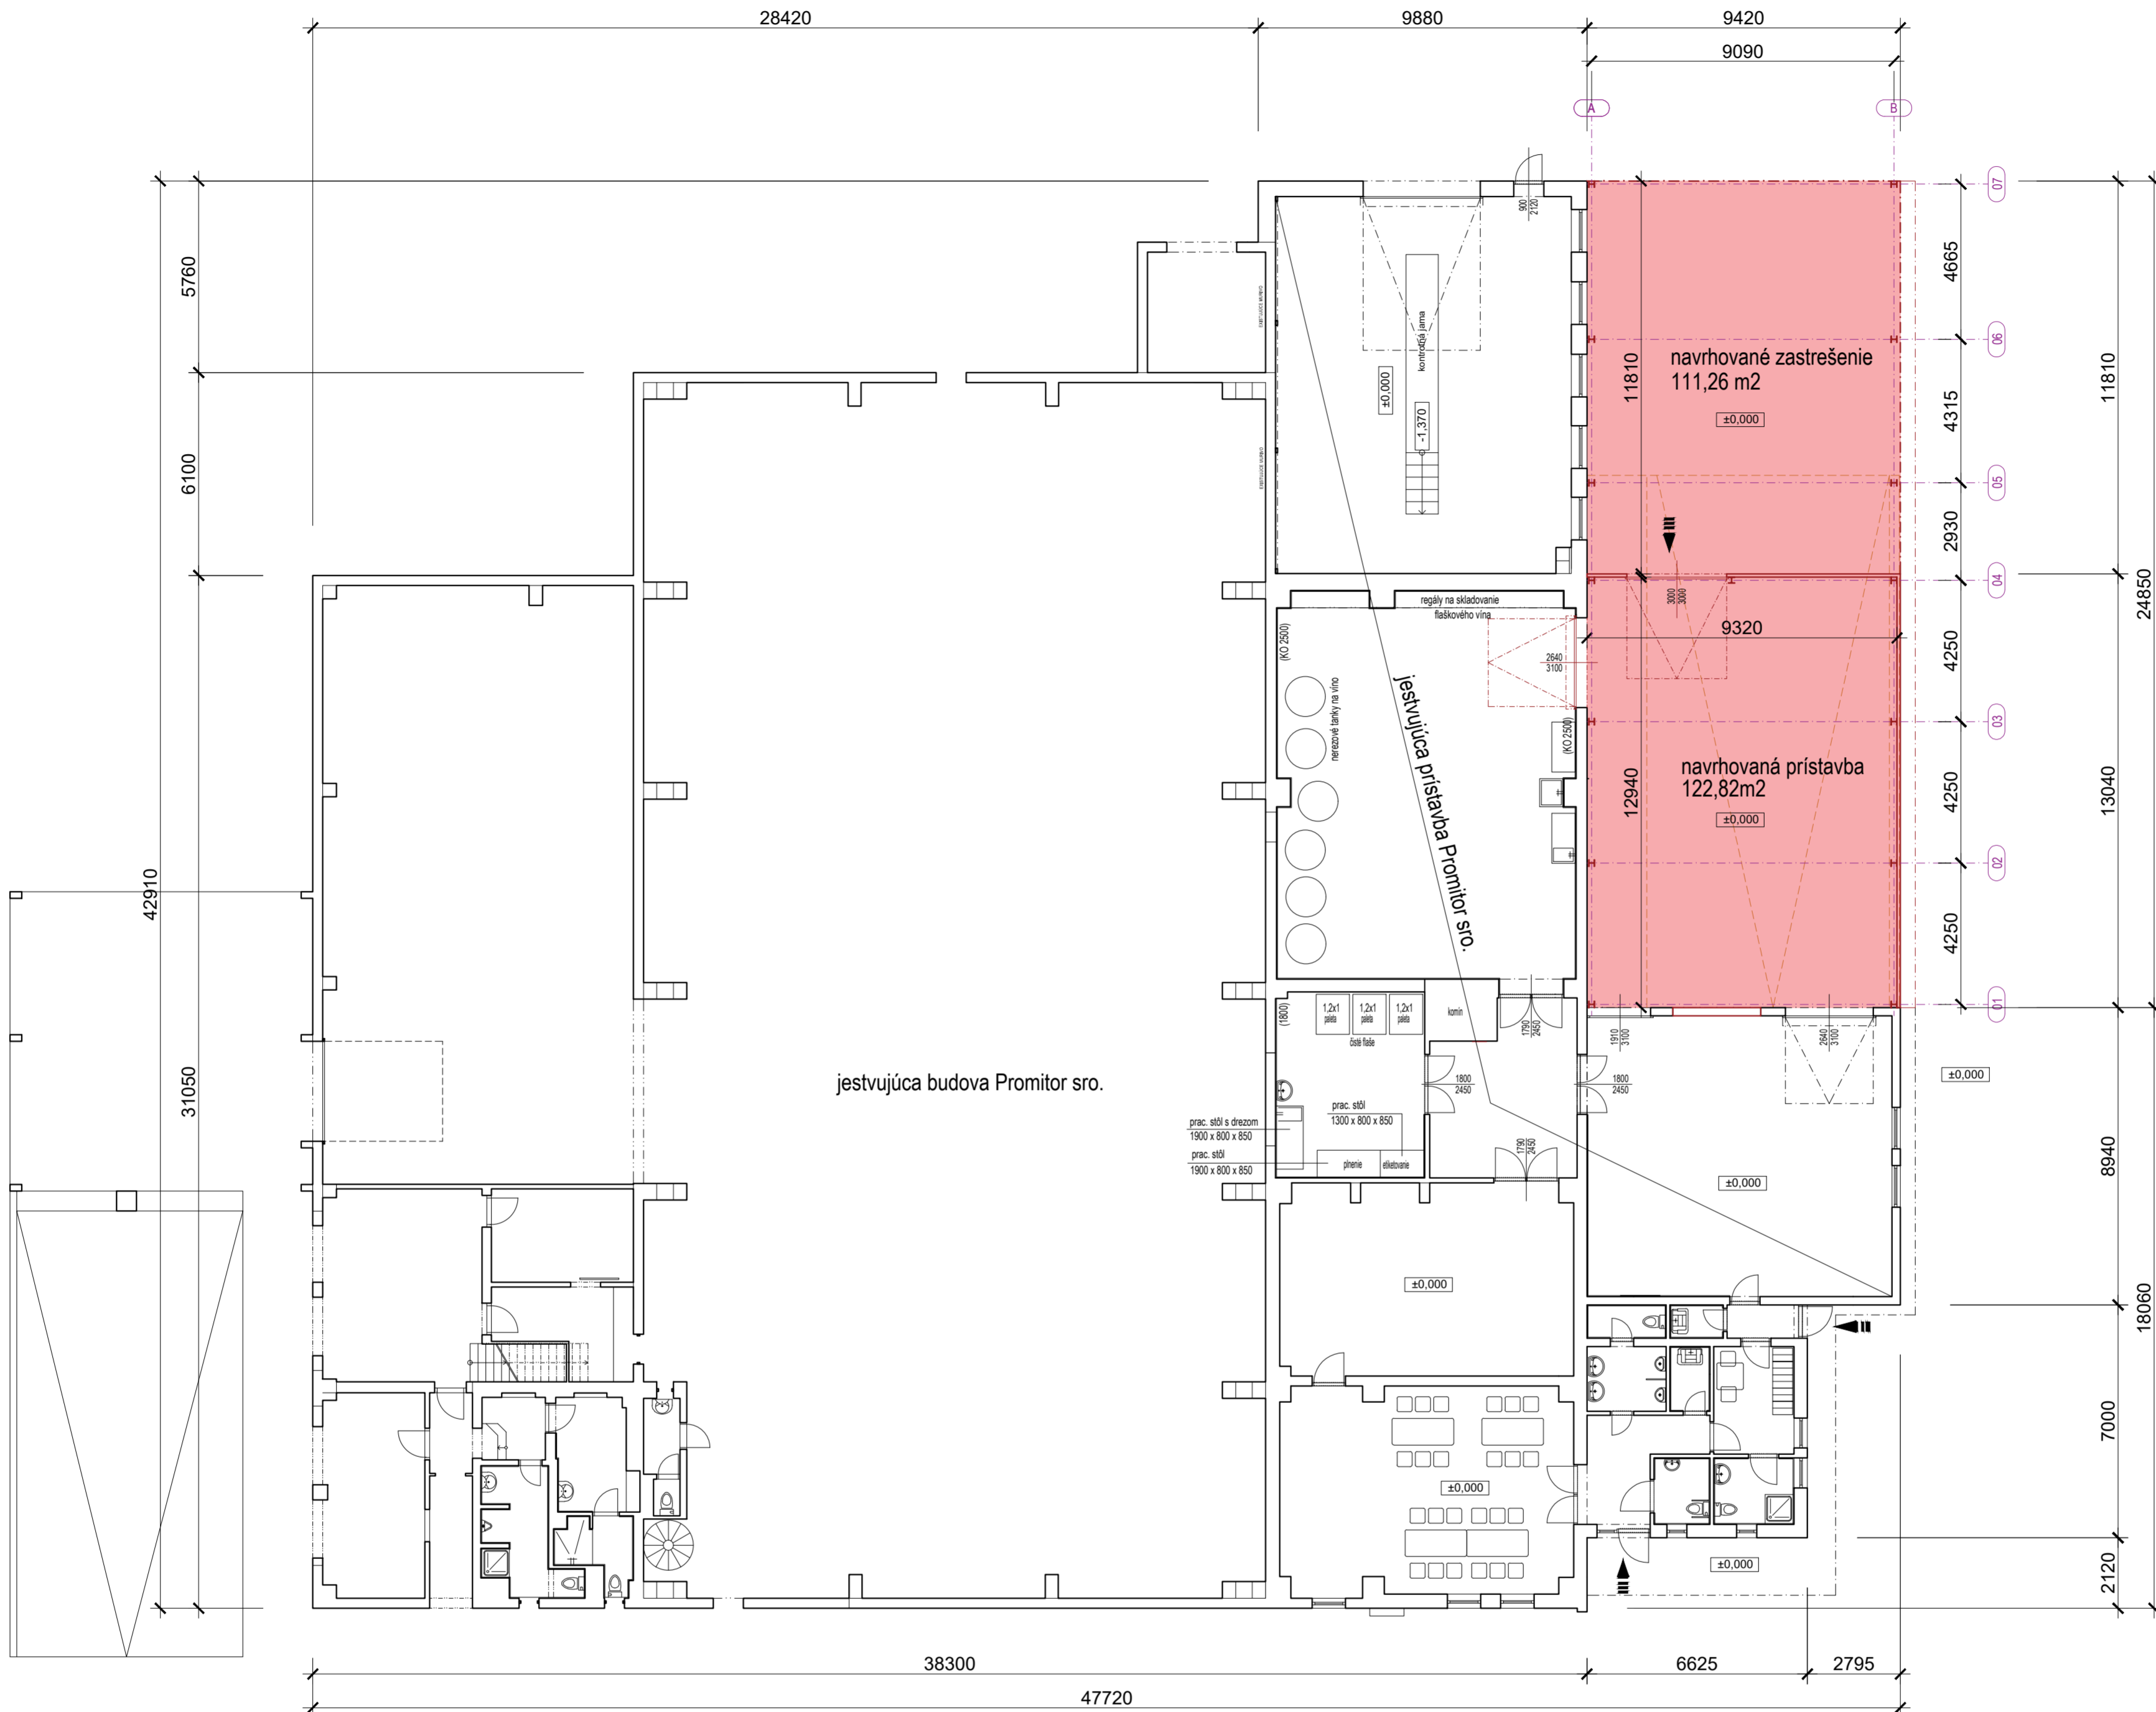 28420
9880
9420
9090
A
B
5760
6100
42910
31050
900
2120
kontrolná jama
±0,000
-1,370
11810
navrhované zastrešenie
111,26 m2
±0,000
07
06
05
04
03
02
01
4665
4315
2930
4250
4250
4250
11810
13040
8940
7000
2120
24850
18060
regály na skladovanie
flaškového vína
(KO 2500)
nerezové tanky na víno
2640
3100
(KO 2500)
jestvujúca prístavba Promitor sro.
3000
3000
9320
12940
navrhovaná prístavba
122,82m2
±0,000
1910
3100
2640
3100
±0,000
(1800)
1,2x1
paleta
1,2x1
paleta
1,2x1
paleta
čisté flaše
komín
1790
2450
1800
2450
1800
2450
1790
2450
jestvujúca budova Promitor sro.
prac. stôl s drezom
1900 x 800 x 850
prac. stôl
1900 x 800 x 850
prac. stôl
1300 x 800 x 850
plnenie
etiketovanie
±0,000
±0,000
±0,000
±0,000
38300
6625
2795
47720